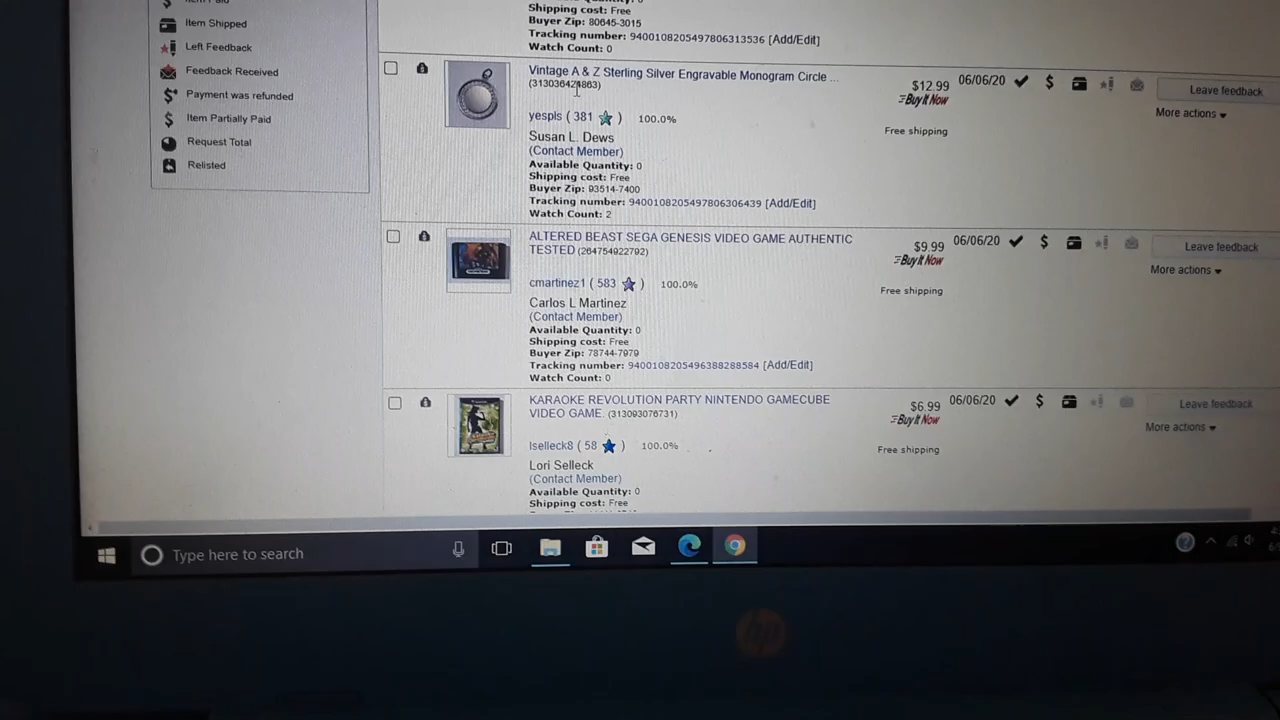 Shipping cost: Free
Buyer Zip: 80645-3015
Tracking number: 9400108205497806313536 [Add/Edit]
Watch Count: 0
Item Shipped
Left Feedback
Feedback Received
Payment was refunded
Item Partially Paid
Request Total
Relisted
Vintage A & Z Sterling Silver Engravable Monogram Circle ...
$12.99
06/06/20
$
Leave feedback
Buy It Now
More actions
yespls ( 381 ) 100.0%
Free shipping
Susan L. Dews
(Contact Member)
Available Quantity: 0
Shipping cost: Free
Buyer Zip: 93514-7400
Tracking number: 9400108205497806306439 [Add/Edit]
Watch Count: 2
ALTERED BEAST SEGA GENESIS VIDEO GAME AUTHENTIC
TESTED (264754922792)
$9.99
06/06/20
$
Leave feedback
Buy It Now
More actions
cmartinez1 ( 583 ) 100.0%
Free shipping
Carlos L Martinez
(Contact Member)
Available Quantity: 0
Shipping cost: Free
Buyer Zip: 78744-7979
Tracking number: 9400108205496388288584 [Add/Edit]
Watch Count: 0
KARAOKE REVOLUTION PARTY NINTENDO GAMECUBE
VIDEO GAME. (313093076731)
$6.99
06/06/20
$
Leave feedback
Buy It Now
More actions
lselleck8 ( 58 ) 100.0%
Free shipping
Lori Selleck
(Contact Member)
Available Quantity: 0
Shipping cost: Free
Type here to search
hp